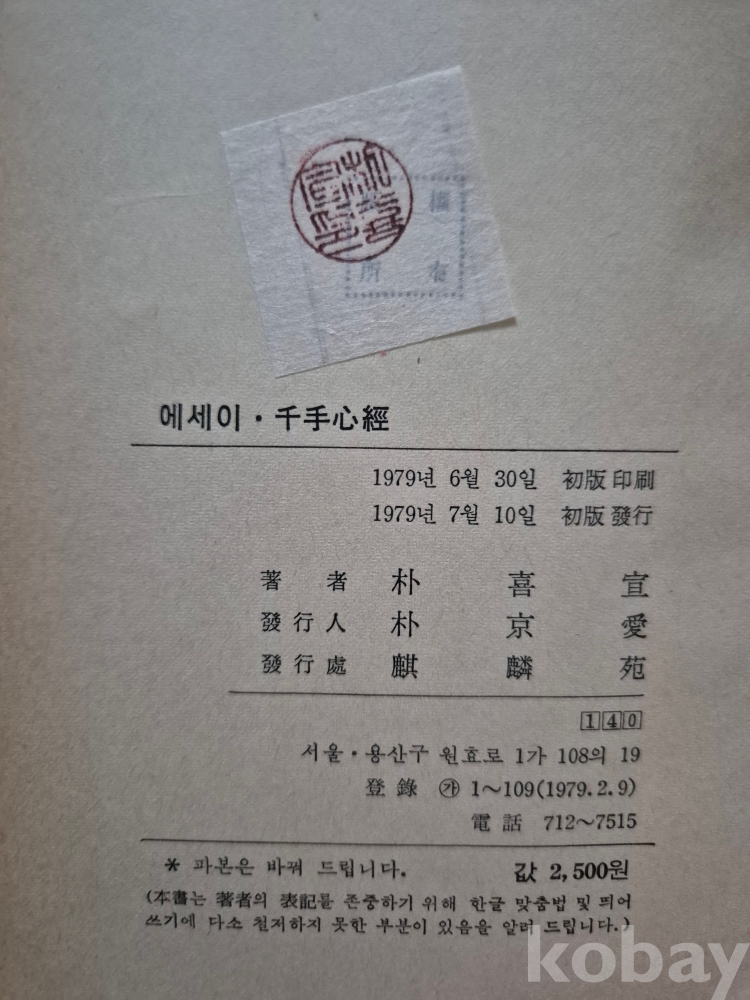 所 有
에세이·千手心經
1979년 6월 30일 初版 印刷
1979년 7월 10일 初版 發行
著 者 朴 喜 宣
發行人 朴 京 愛
發行處 麒 麟 苑
140
서울·용산구 원효로 1가 108의 19
登錄 ㉮ 1~109(1979.2.9)
電話 712~7515
* 파본은 바꿔 드립니다. 값 2,500원
(本書는 著者의 表記를 존중하기 위해 한글 맞춤법 및 띄어
쓰기에 다소 철저하지 못한 부분이 있음을 알려 드립니다.)
kobay